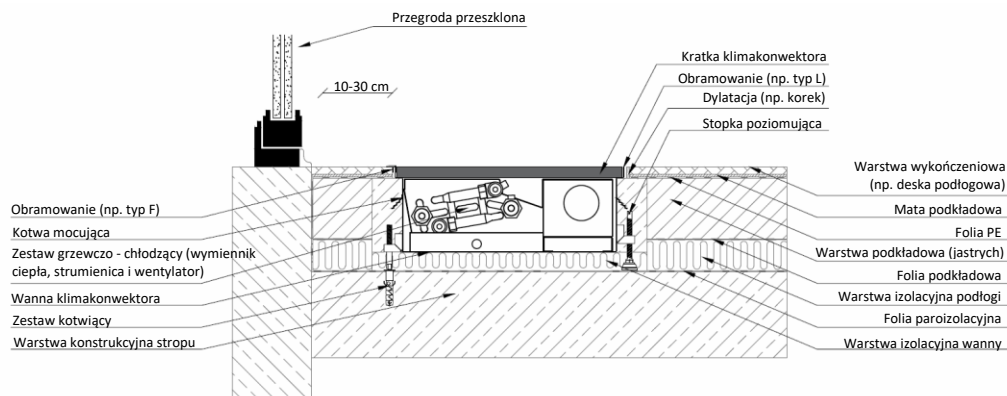 Przegroda przeszklona
10-30 cm
Kratka klimakonwektora
Obramowanie (np. typ L)
Dylatacja (np. korek)
Stopka poziomująca
Warstwa wykończeniowa
(np. deska podłogowa)
Mata podkładowa
Folia PE
Warstwa podkładowa (jastrych)
Folia podkładowa
Warstwa izolacyjna podłogi
Folia paroizolacyjna
Warstwa izolacyjna wanny
Obramowanie (np. typ F)
Kotwa mocująca
Zestaw grzewczo - chłodzący (wymiennik
ciepła, strumienica i wentylator)
Wanna klimakonwektora
Zestaw kotwiący
Warstwa konstrukcyjna stropu